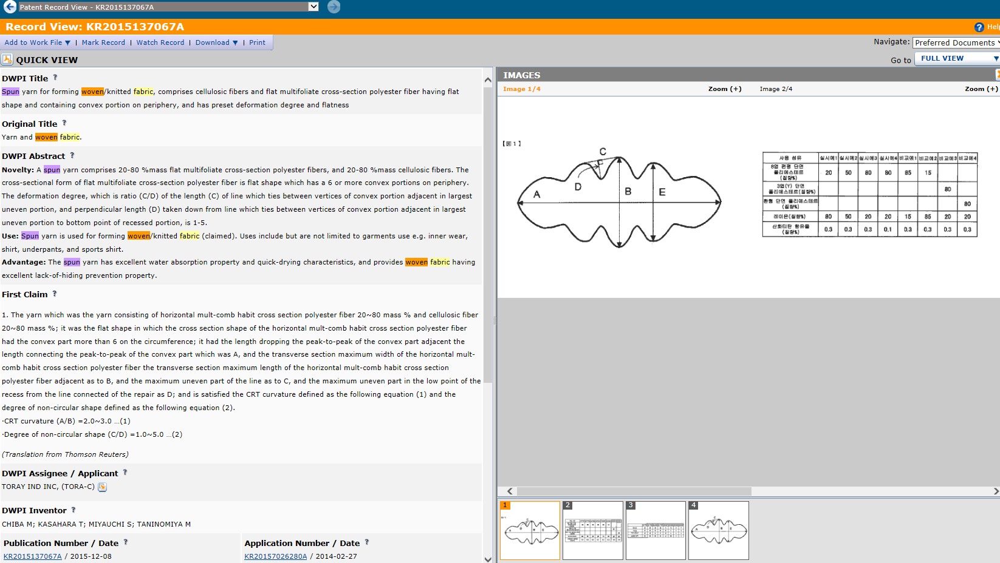 Patent Record View - KR2015137067A
Record View: KR2015137067A
Help
Add to Work File ▼ | Mark Record | Watch Record | Download ▼ | Print
Navigate: Preferred Documents
QUICK VIEW
Go to FULL VIEW
DWPI Title ?
Spun yarn for forming woven/knitted fabric, comprises cellulosic fibers and flat multifoliate cross-section polyester fiber having flat
shape and containing convex portion on periphery, and has preset deformation degree and flatness
Original Title ?
Yarn and woven fabric.
DWPI Abstract ?
Novelty: A spun yarn comprises 20-80 %mass flat multifoliate cross-section polyester fibers, and 20-80 %mass cellulosic fibers. The
cross-sectional form of flat multifoliate cross-section polyester fiber is flat shape which has a 6 or more convex portions on periphery.
The deformation degree, which is ratio (C/D) of the length (C) of line which ties between vertices of convex portion adjacent in largest
uneven portion, and perpendicular length (D) taken down from line which ties between vertices of convex portion adjacent in largest
uneven portion to bottom point of recessed portion, is 1-5.
Use: Spun yarn is used for forming woven/knitted fabric (claimed). Uses include but are not limited to garments use e.g. inner wear,
shirt, underpants, and sports shirt.
Advantage: The spun yarn has excellent water absorption property and quick-drying characteristics, and provides woven fabric having
excellent lack-of-hiding prevention property.
First Claim ?
1. The yarn which was the yarn consisting of horizontal mult-comb habit cross section polyester fiber 20~80 mass % and cellulosic fiber
20~80 mass %; it was the flat shape in which the cross section shape of the horizontal mult-comb habit cross section polyester fiber
had the convex part more than 6 on the circumference; it had the length dropping the peak-to-peak of the convex part adjacent the
length connecting the peak-to-peak of the convex part which was A, and the transverse section maximum width of the horizontal mult-
comb habit cross section polyester fiber the transverse section maximum length of the horizontal mult-comb habit cross section
polyester fiber adjacent as to B, and the maximum uneven part of the line as to C, and the maximum uneven part in the low point of the
recess from the line connected of the repair as D; and is satisfied the CRT curvature defined as the following equation (1) and the
degree of non-circular shape defined as the following equation (2).
·CRT curvature (A/B) =2.0~3.0 …(1)
·Degree of non-circular shape (C/D) =1.0~5.0 …(2)
(Translation from Thomson Reuters)
DWPI Assignee / Applicant ?
TORAY IND INC, (TORA-C)
DWPI Inventor ?
CHIBA M; KASAHARA T; MIYAUCHI S; TANINOMIYA M
Publication Number / Date ?
KR2015137067A / 2015-12-08
Application Number / Date ?
KR20157026280A / 2014-02-27
IMAGES
Image 1/4 Zoom (+) Image 2/4 Zoom (+)
【図1】
C
D
A
B
E
사용 섬유 실시예1 실시예2 실시예3 실시예4 비교예1 비교예2 비교예3 비교예4
8엽 편평 단면
폴리에스테르
(질량%)
20 50 80 80 85 15
3엽(Y) 단면
폴리에스테르(질량%)
80
환형 단면 폴리에스테르
(질량%)
80
레이온(질량%) 80 50 20 20 15 85 20 20
산화티탄 함유율
(질량%)
0.3 0.3 0.3 0.1 0.3 0.3 0.3 0.3
1
2
3
4